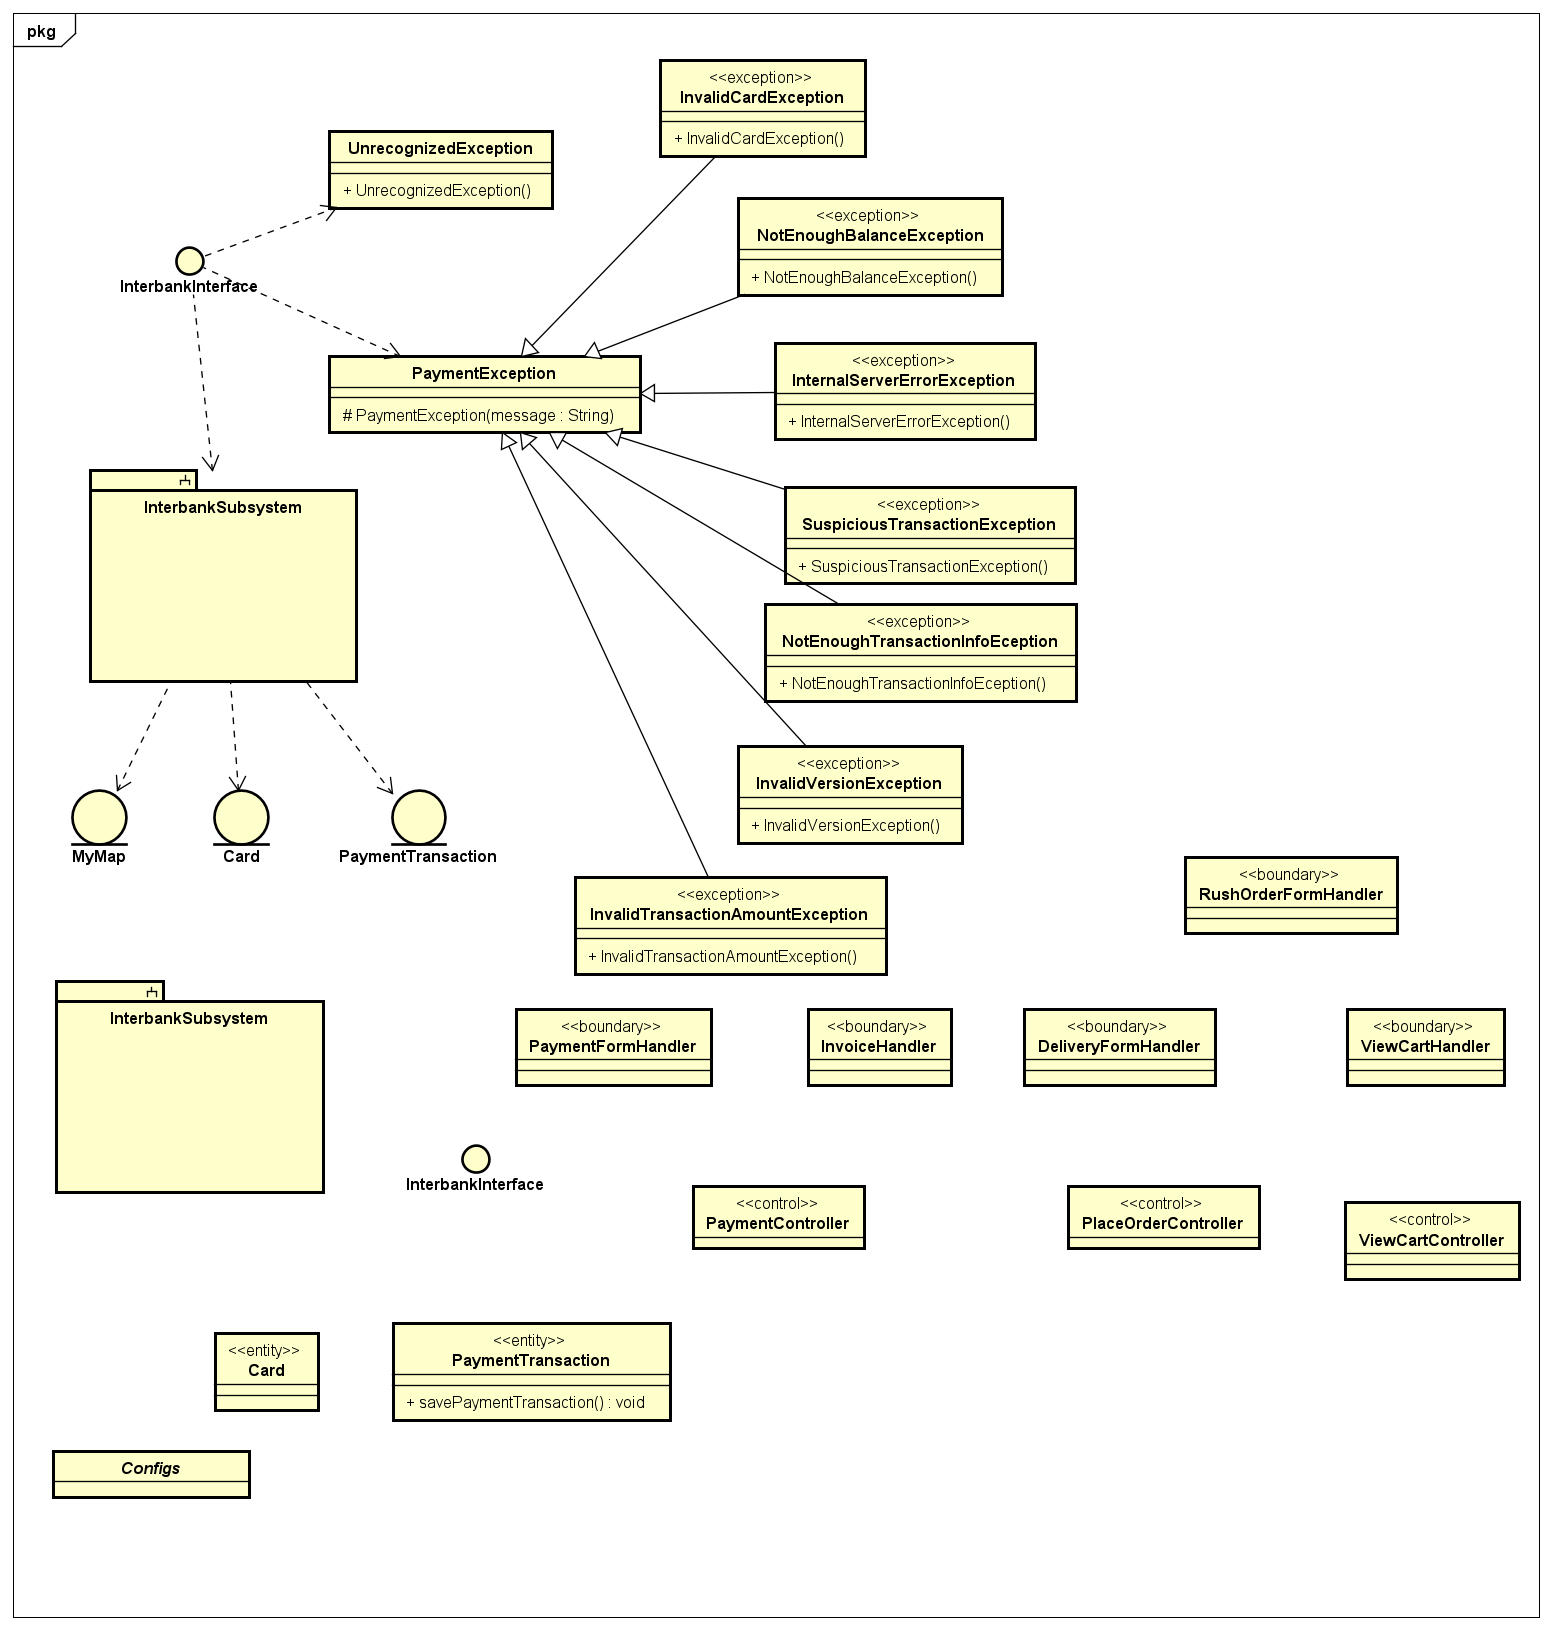 pkg
<<exception>>
InvalidCardException
+ InvalidCardException()
UnrecognizedException
+ UnrecognizedException()
<<exception>>
NotEnoughBalanceException
+ NotEnoughBalanceException()
InterbankInterface
PaymentException
# PaymentException(message : String)
<<exception>>
InternalServerErrorException
+ InternalServerErrorException()
InterbankSubsystem
<<exception>>
SuspiciousTransactionException
+ SuspiciousTransactionException()
<<exception>>
NotEnoughTransactionInfoEception
+ NotEnoughTransactionInfoEception()
<<exception>>
InvalidVersionException
+ InvalidVersionException()
MyMap
Card
PaymentTransaction
<<exception>>
InvalidTransactionAmountException
+ InvalidTransactionAmountException()
<<boundary>>
RushOrderFormHandler
InterbankSubsystem
<<boundary>>
PaymentFormHandler
<<boundary>>
InvoiceHandler
<<boundary>>
DeliveryFormHandler
<<boundary>>
ViewCartHandler
InterbankInterface
<<control>>
PaymentController
<<control>>
PlaceOrderController
<<control>>
ViewCartController
<<entity>>
Card
<<entity>>
PaymentTransaction
+ savePaymentTransaction() : void
Configs